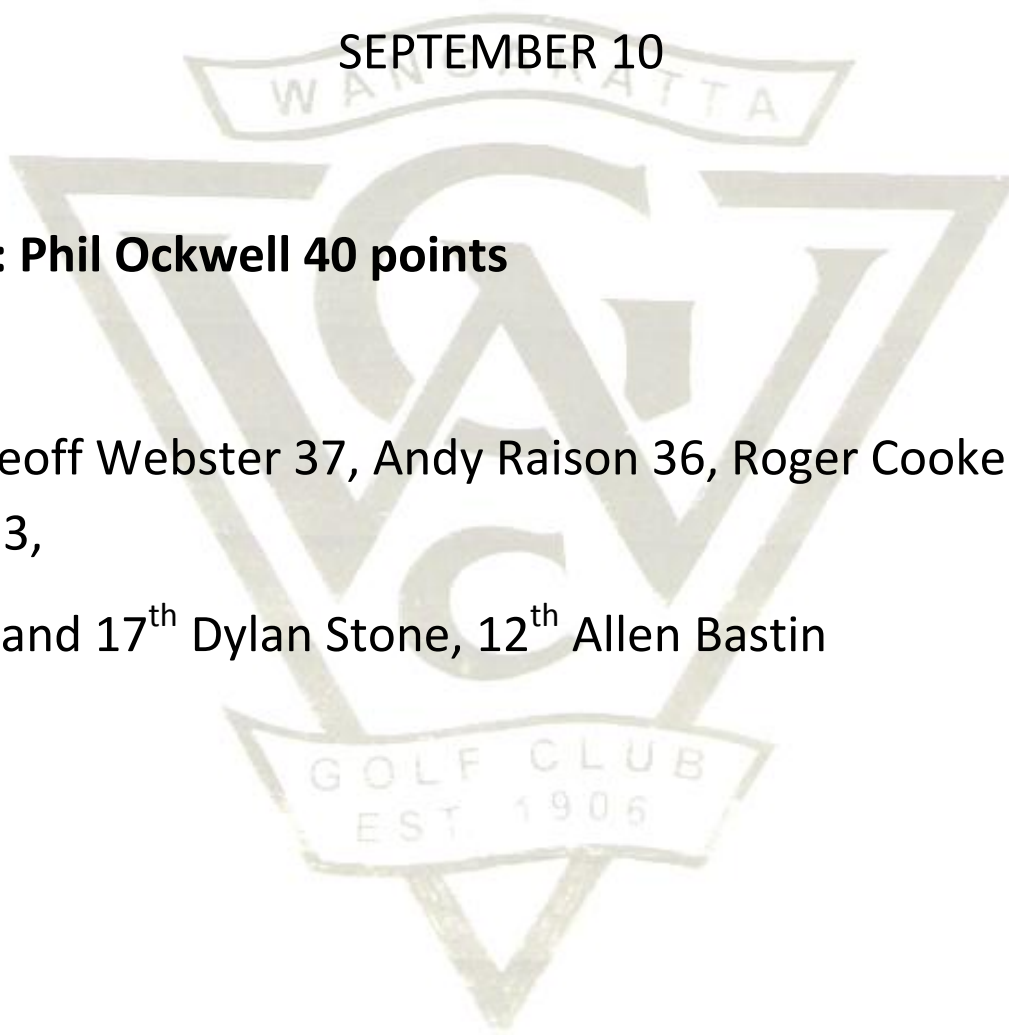 SEPTEMBER 10
WANGARATTA
: Phil Ockwell 40 points
eoff Webster 37, Andy Raison 36, Roger Cooke
3,
and 17th Dylan Stone, 12th Allen Bastin
GOLF CLUB
EST. 1906